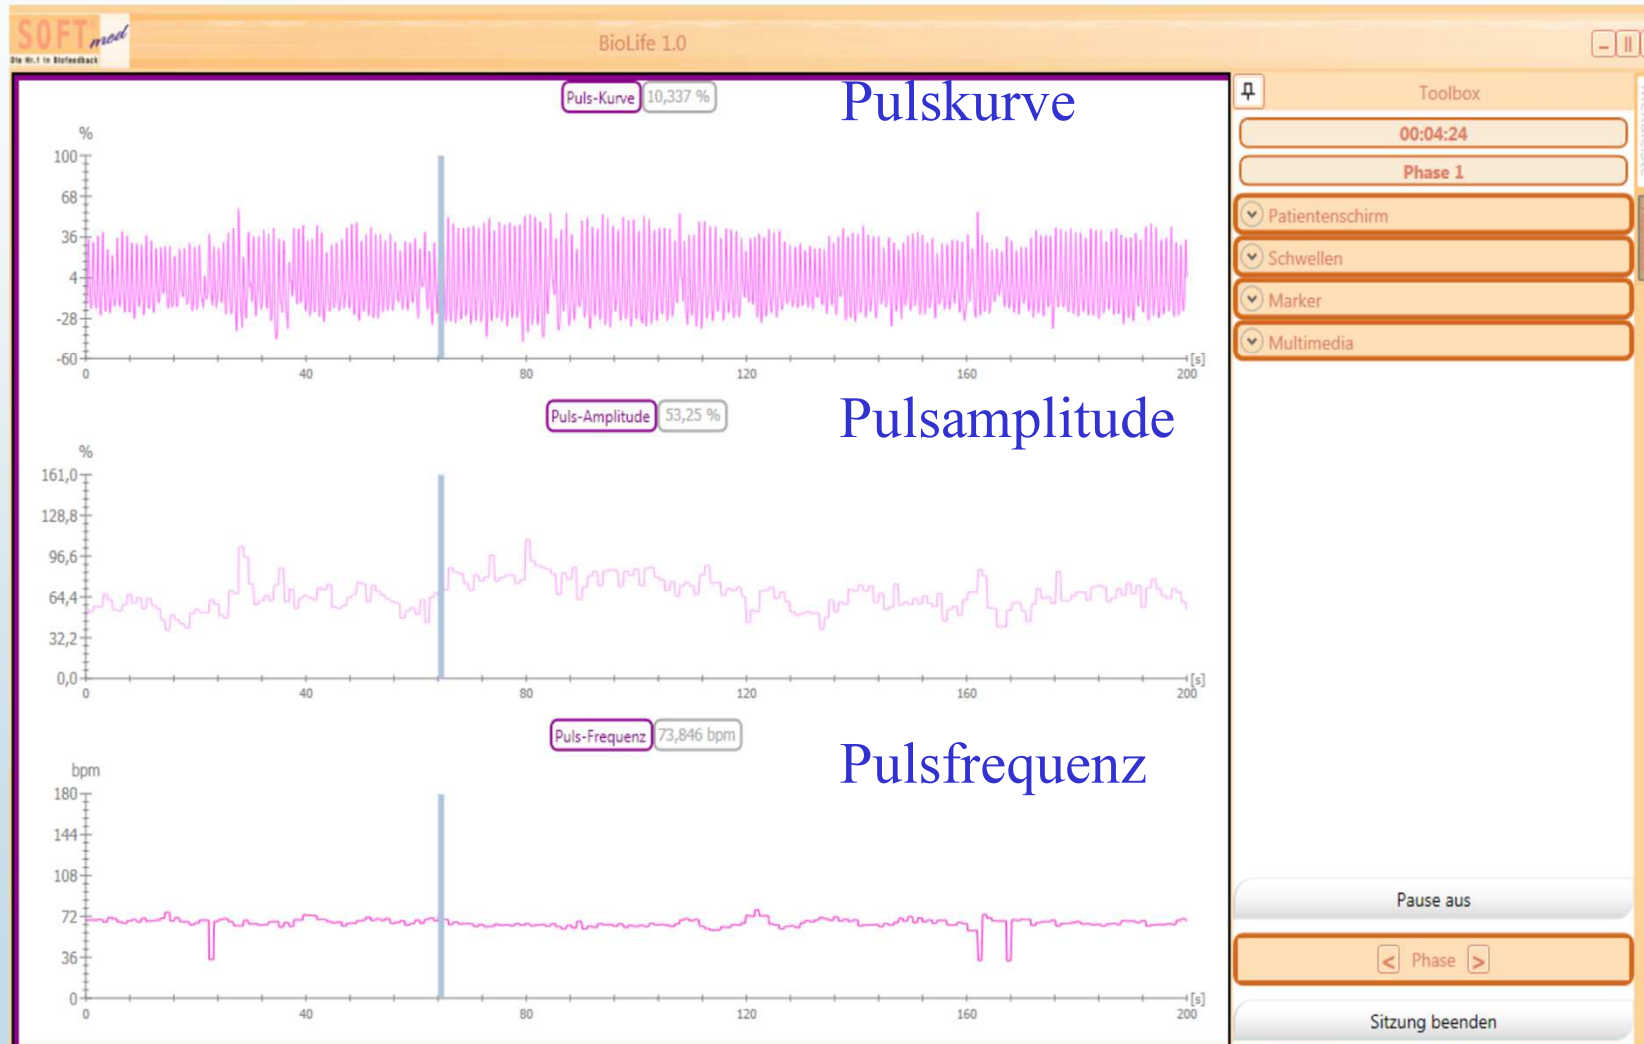 SOFT med
Die Nr.1 in Biofeedback
BioLife 1.0
Puls-Kurve 10,337 %
Pulskurve
%
100
68
36
4
-28
-60
0 40 80 120 160 200 [s]
Puls-Amplitude 53,25 %
Pulsamplitude
%
161,0
128,8
96,6
64,4
32,2
0,0
0 40 80 120 160 200 [s]
Puls-Frequenz 73,846 bpm
Pulsfrequenz
bpm
180
144
108
72
36
0
0 40 80 120 160 200 [s]
Toolbox
00:04:24
Phase 1
Patientenschirm
Schwellen
Marker
Multimedia
Pause aus
< Phase >
Sitzung beenden